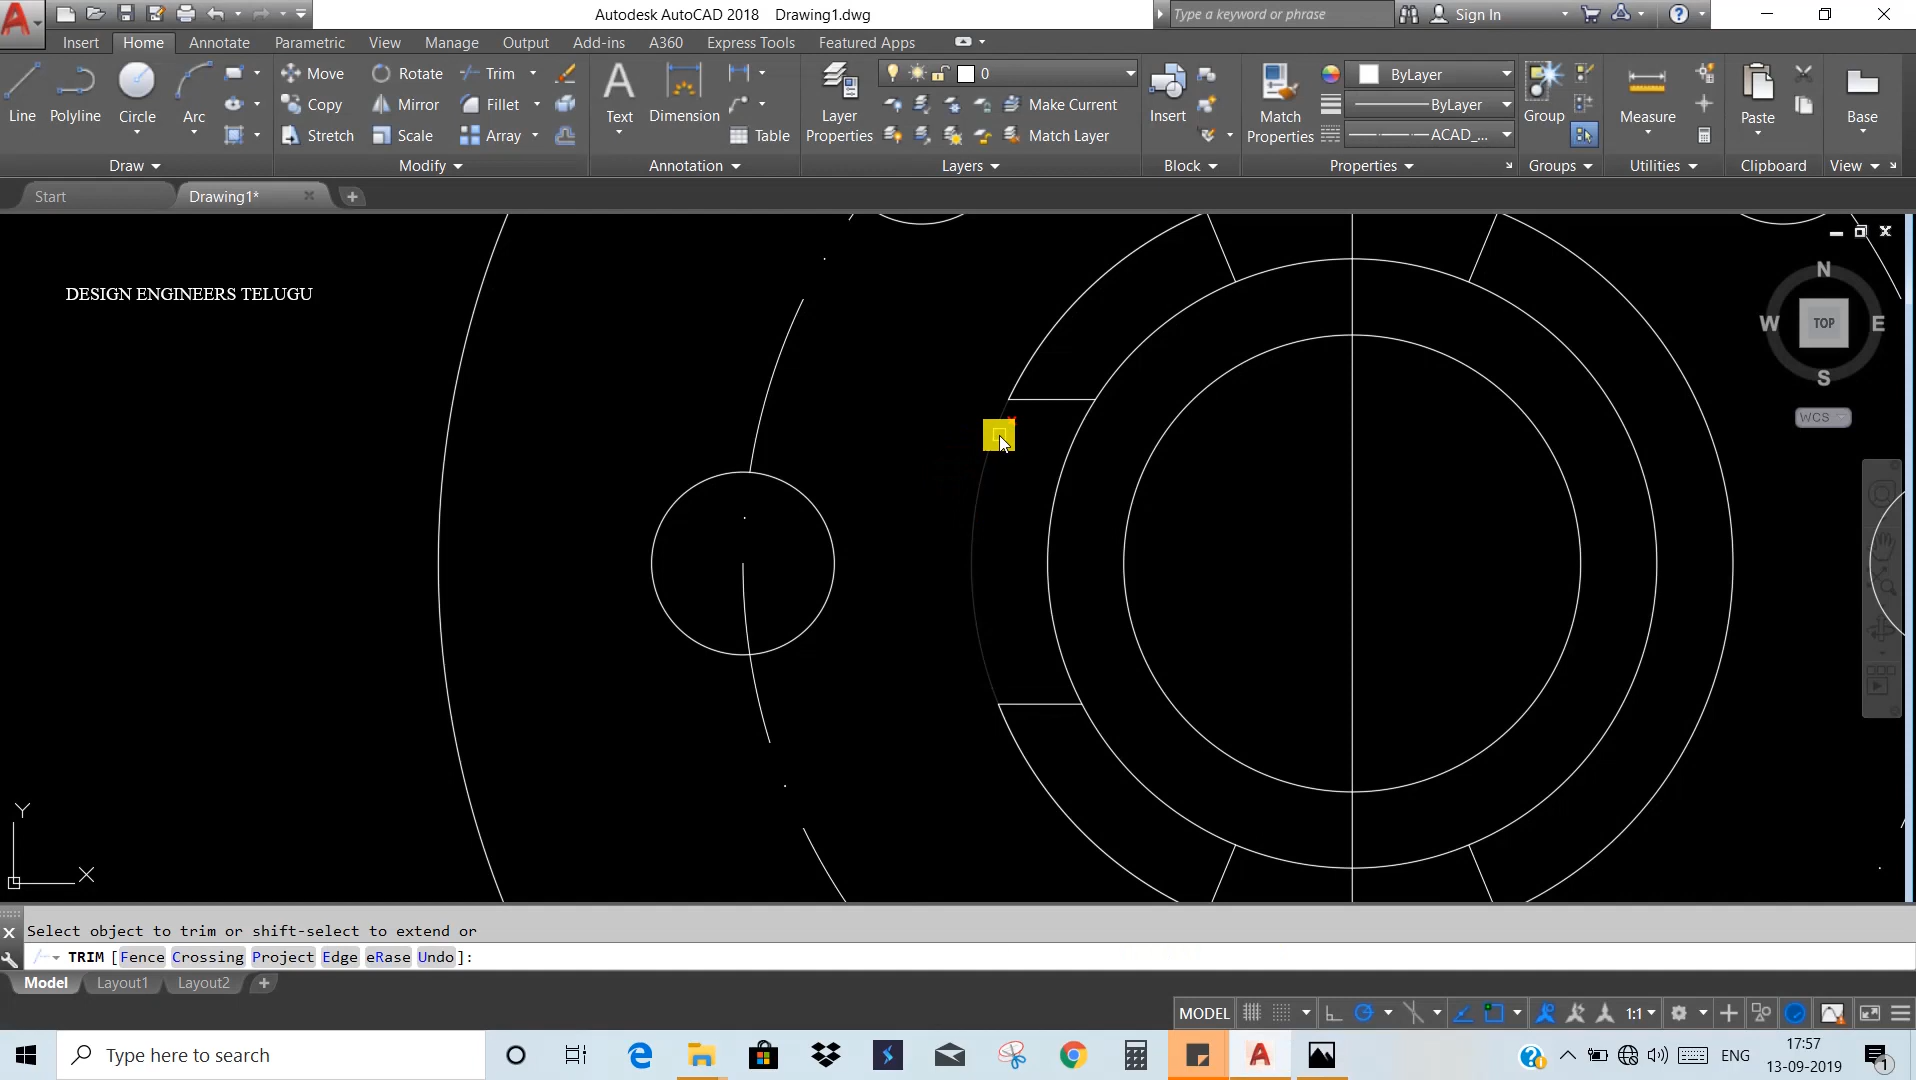 Autodesk AutoCAD 2018 Drawing1.dwg
Type a keyword or phrase
Sign In
Insert Home Annotate Parametric View Manage Output Add-ins A360 Express Tools Featured Apps
Line Polyline Circle Arc
Move Rotate Trim
Copy Mirror Fillet
Stretch Scale Array
Text Dimension Table
Layer Properties
0
Make Current
Match Layer
Insert
Match Properties
ByLayer
ByLayer
ACAD_...
Group
Measure
Paste
Base
Draw Modify Annotation Layers Block Properties Groups Utilities Clipboard View
Start Drawing1*
DESIGN ENGINEERS TELUGU
N
W TOP E
S
WCS
Y
X
Select object to trim or shift-select to extend or
TRIM [Fence Crossing Project Edge eRase Undo]:
Model Layout1 Layout2
MODEL 1:1
Type here to search
ENG
17:57
13-09-2019
1